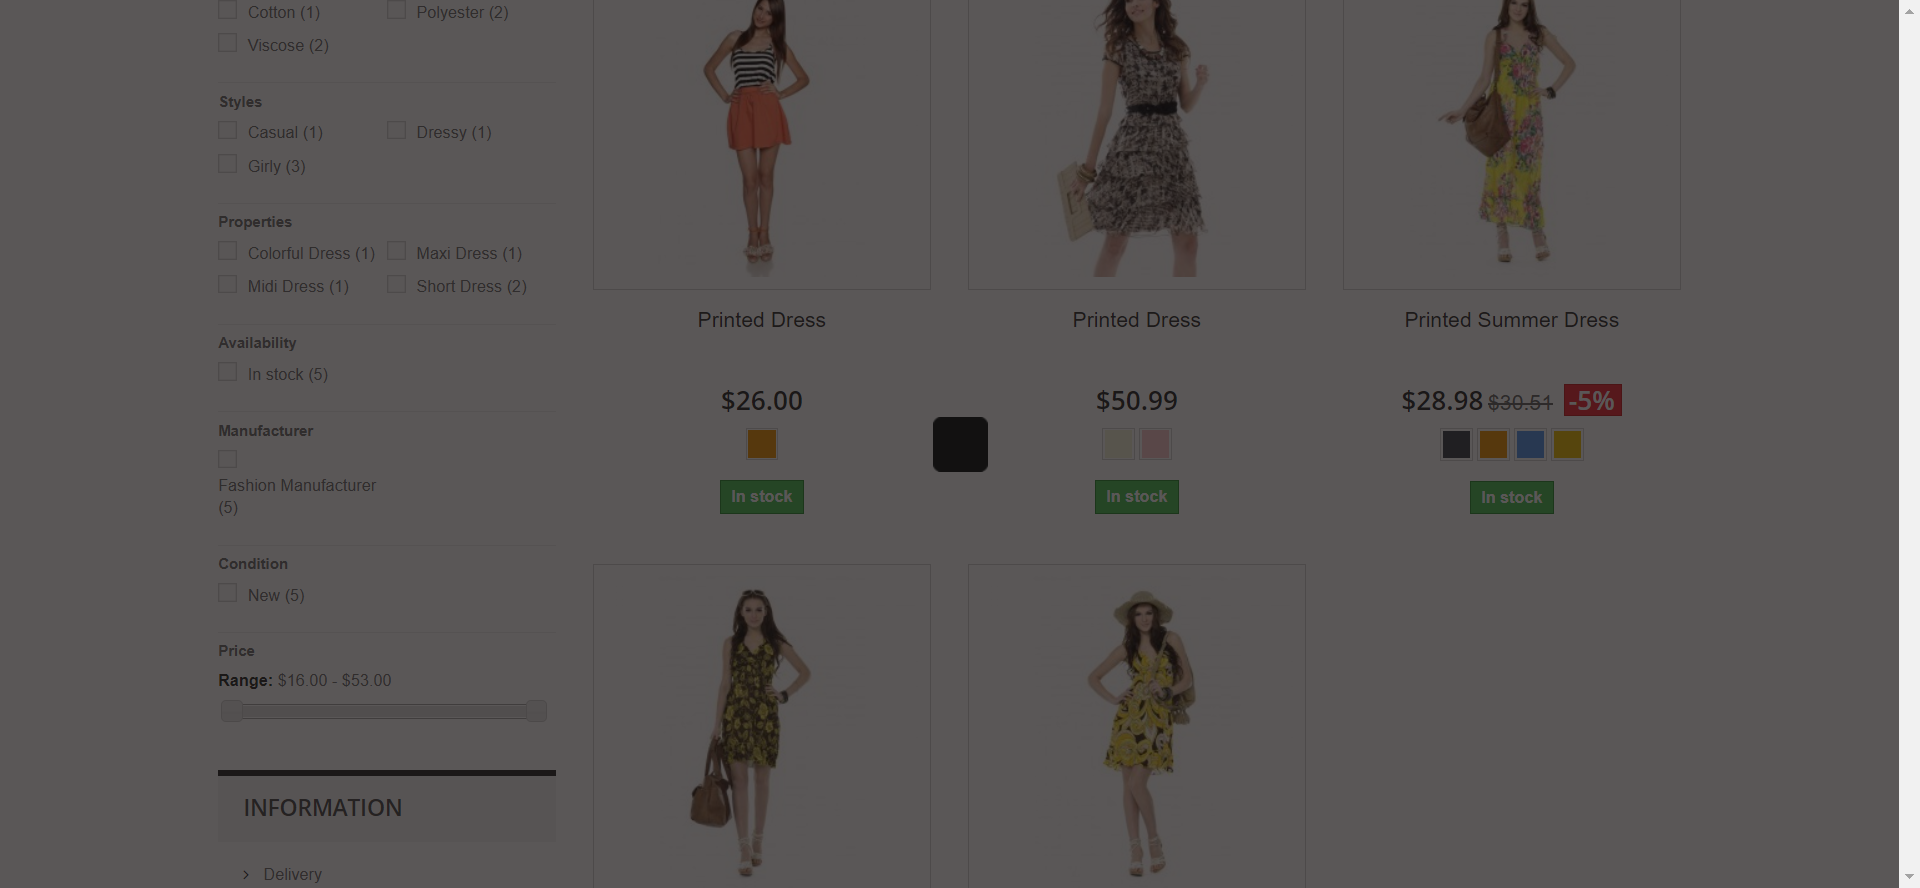 Cotton (1)
Polyester (2)
Viscose (2)
Styles
Casual (1)
Dressy (1)
Girly (3)
Properties
Colorful Dress (1)
Maxi Dress (1)
Midi Dress (1)
Short Dress (2)
Availability
In stock (5)
Manufacturer
Fashion Manufacturer
(5)
Condition
New (5)
Price
Range: $16.00 - $53.00
INFORMATION
Delivery
Printed Dress
$26.00
In stock
Printed Dress
$50.99
In stock
Printed Summer Dress
$28.98 $30.51 -5%
In stock